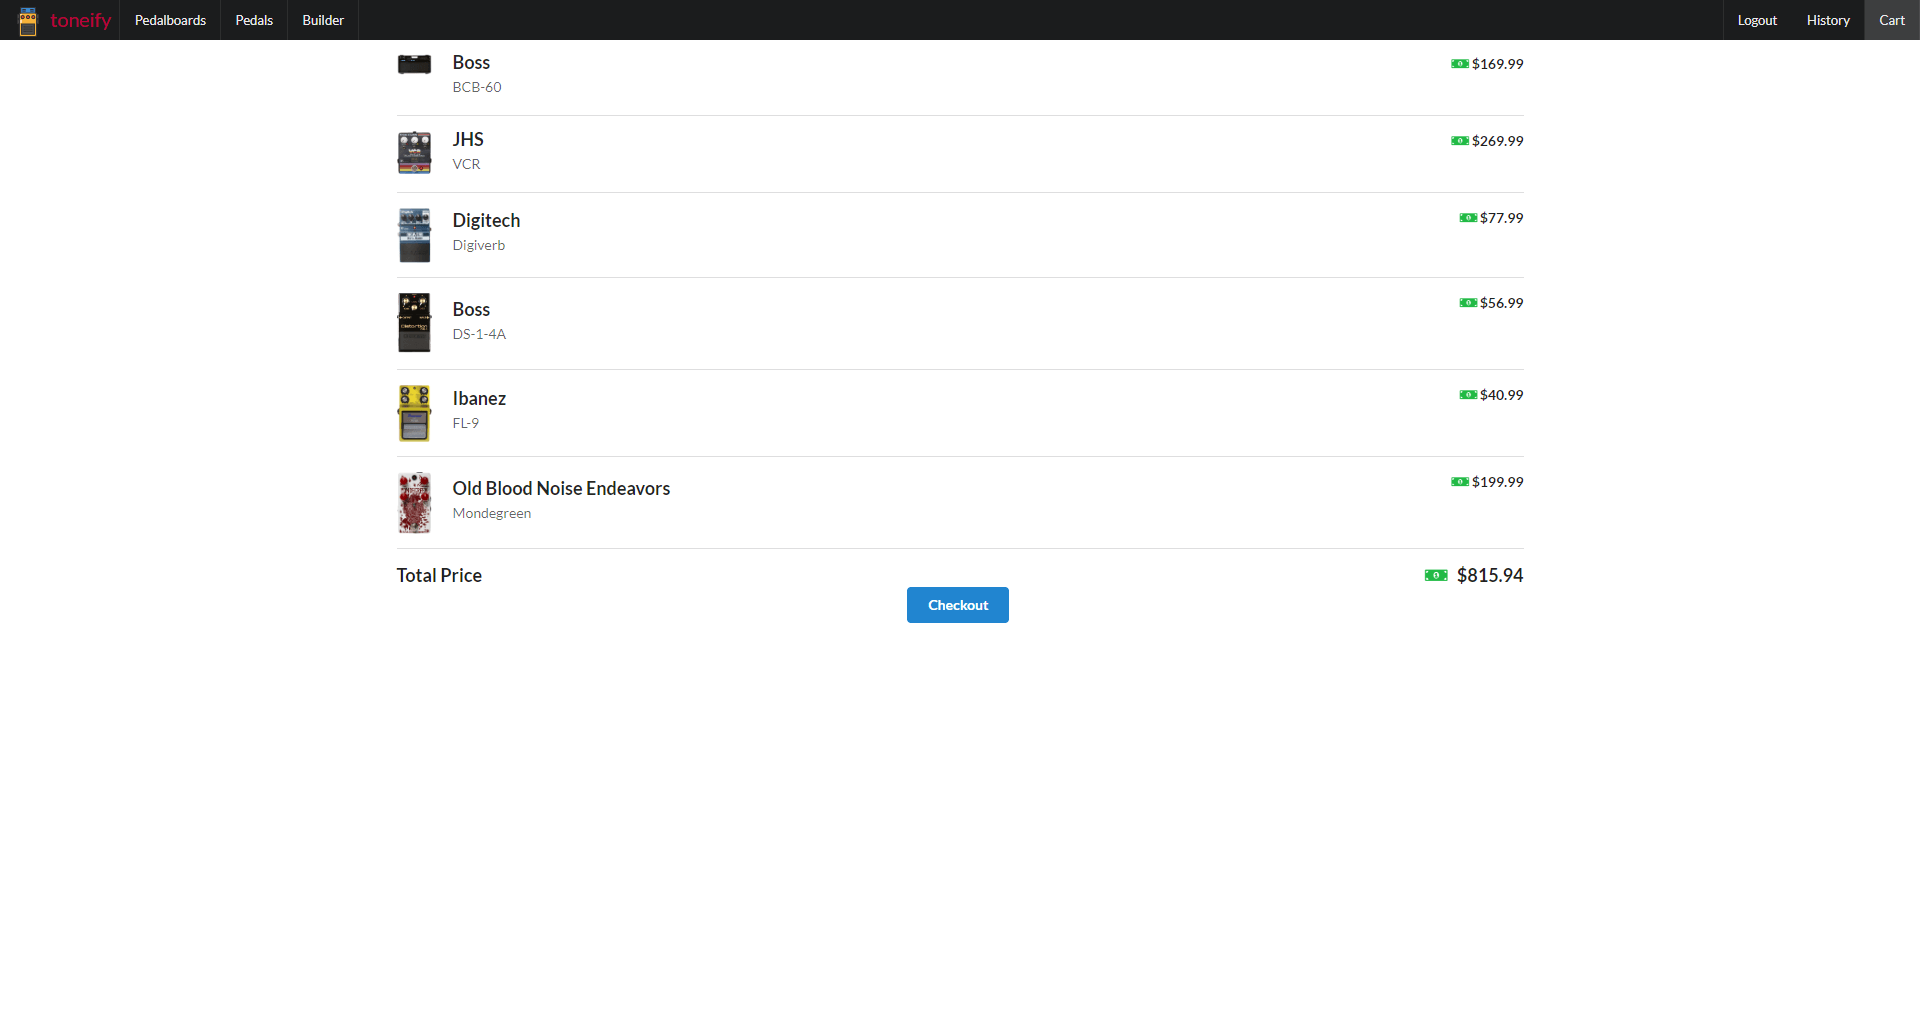 toneify Pedalboards Pedals Builder Logout History Cart
Boss $169.99
BCB-60
JHS $269.99
VCR
Digitech $77.99
Digiverb
Boss $56.99
DS-1-4A
Ibanez $40.99
FL-9
Old Blood Noise Endeavors $199.99
Mondegreen
Total Price $815.94
Checkout